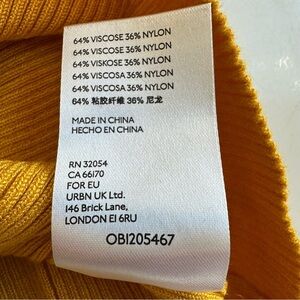 64% VISCOSE 36% NYLON
64% VISCOSE 36% NYLON
64% VISKOSE 36% NYLON
64% VISCOSA 36% NYLON
64% VISCOSA 36% NYLON
64% 粘胶纤维 36% 尼龙
MADE IN CHINA
HECHO EN CHINA
RN 32054
CA 66170
FOR EU
URBN UK Ltd.
146 Brick Lane,
LONDON E1 6RU
OB1205467